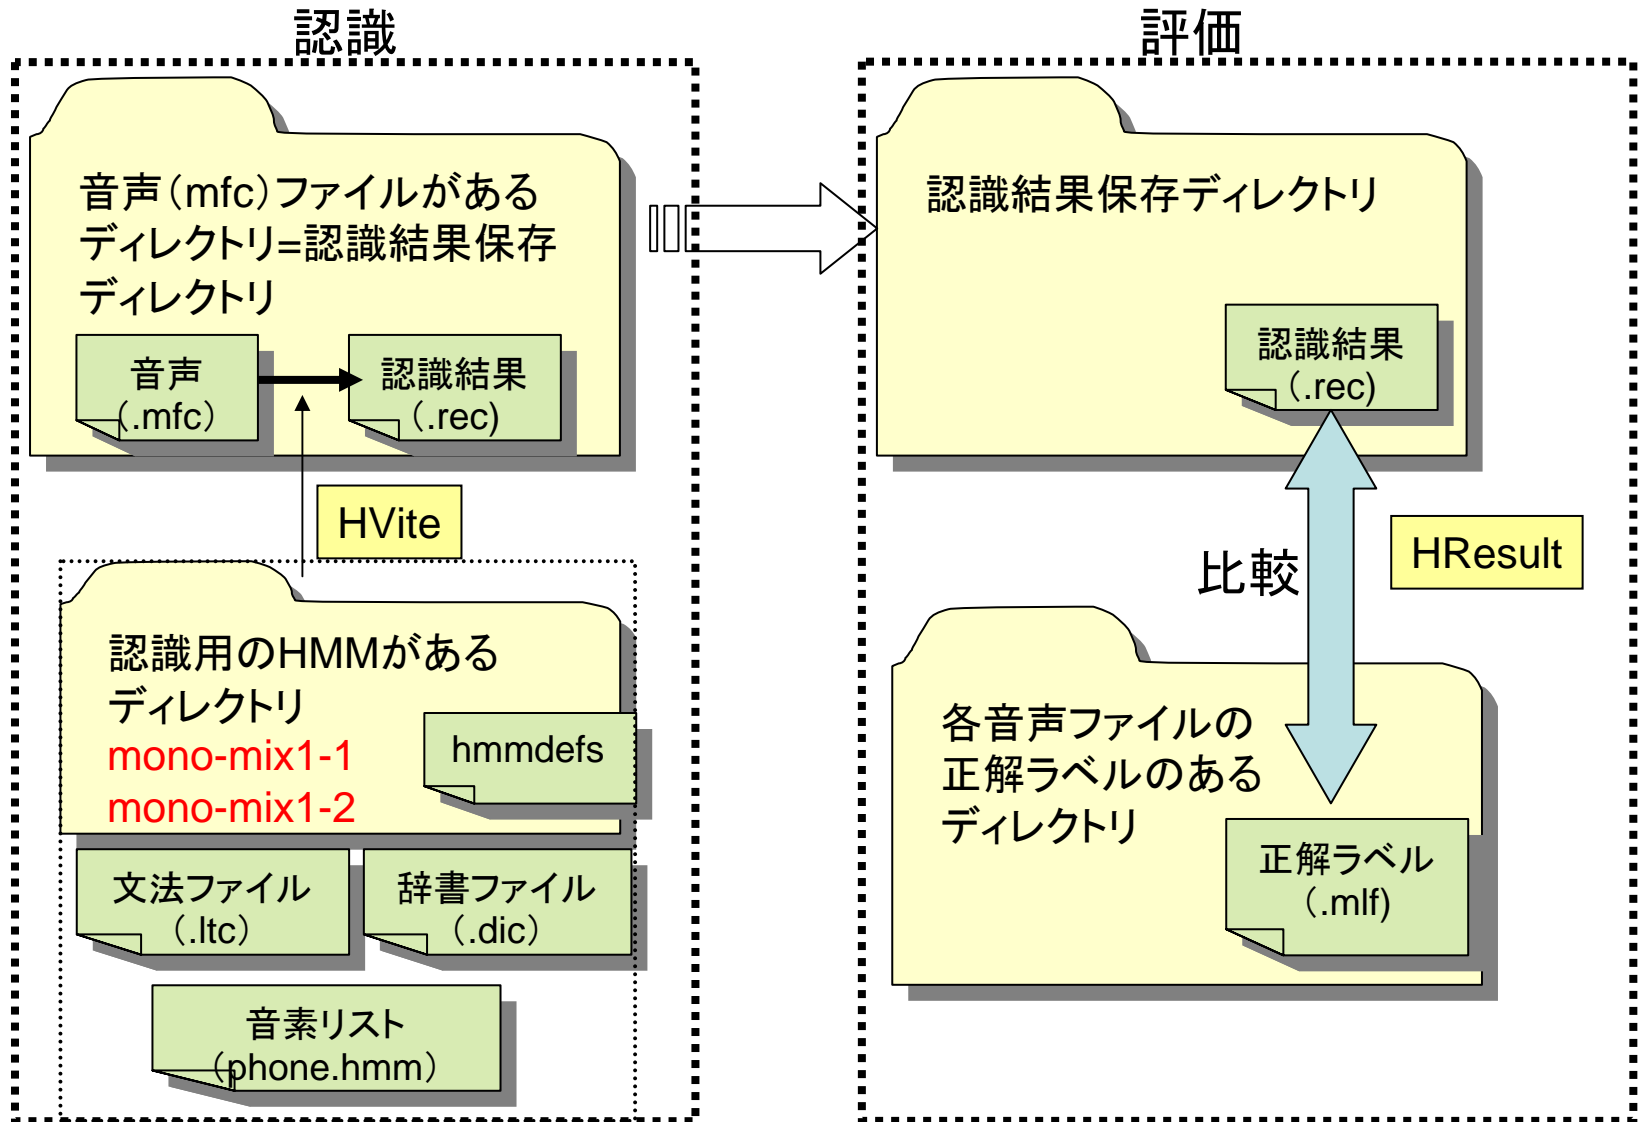 認識
音声（mfc）ファイルがある
ディレクトリ=認識結果保存
ディレクトリ
音声
（.mfc）
認識結果
（.rec)
HVite
認識用のHMMがある
ディレクトリ
mono-mix1-1
mono-mix1-2
hmmdefs
文法ファイル
（.ltc）
辞書ファイル
（.dic）
音素リスト
（phone.hmm）
評価
認識結果保存ディレクトリ
認識結果
（.rec)
比較
HResult
各音声ファイルの
正解ラベルのある
ディレクトリ
正解ラベル
（.mlf)